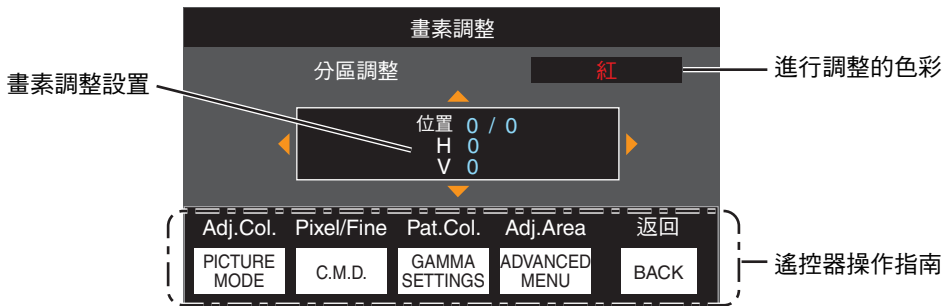 畫素調整
分區調整
紅
進行調整的色彩
畫素調整設置
位置 0 / 0
H 0
V 0
Adj.Col. Pixel/Fine Pat.Col. Adj.Area 返回
PICTURE MODE C.M.D. GAMMA SETTINGS ADVANCED MENU BACK
遙控器操作指南